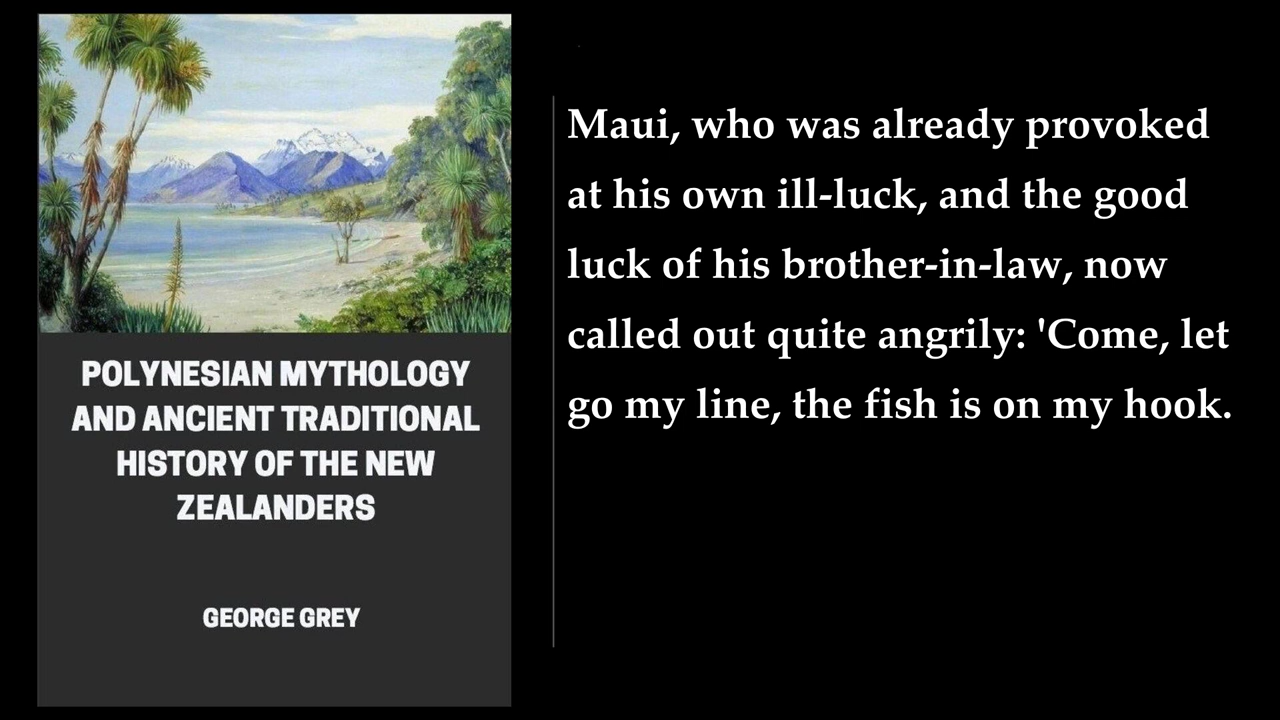 POLYNESIAN MYTHOLOGY
AND ANCIENT TRADITIONAL
HISTORY OF THE NEW
ZEALANDERS
GEORGE GREY
Maui, who was already provoked
at his own ill-luck, and the good
luck of his brother-in-law, now
called out quite angrily: 'Come, let
go my line, the fish is on my hook.